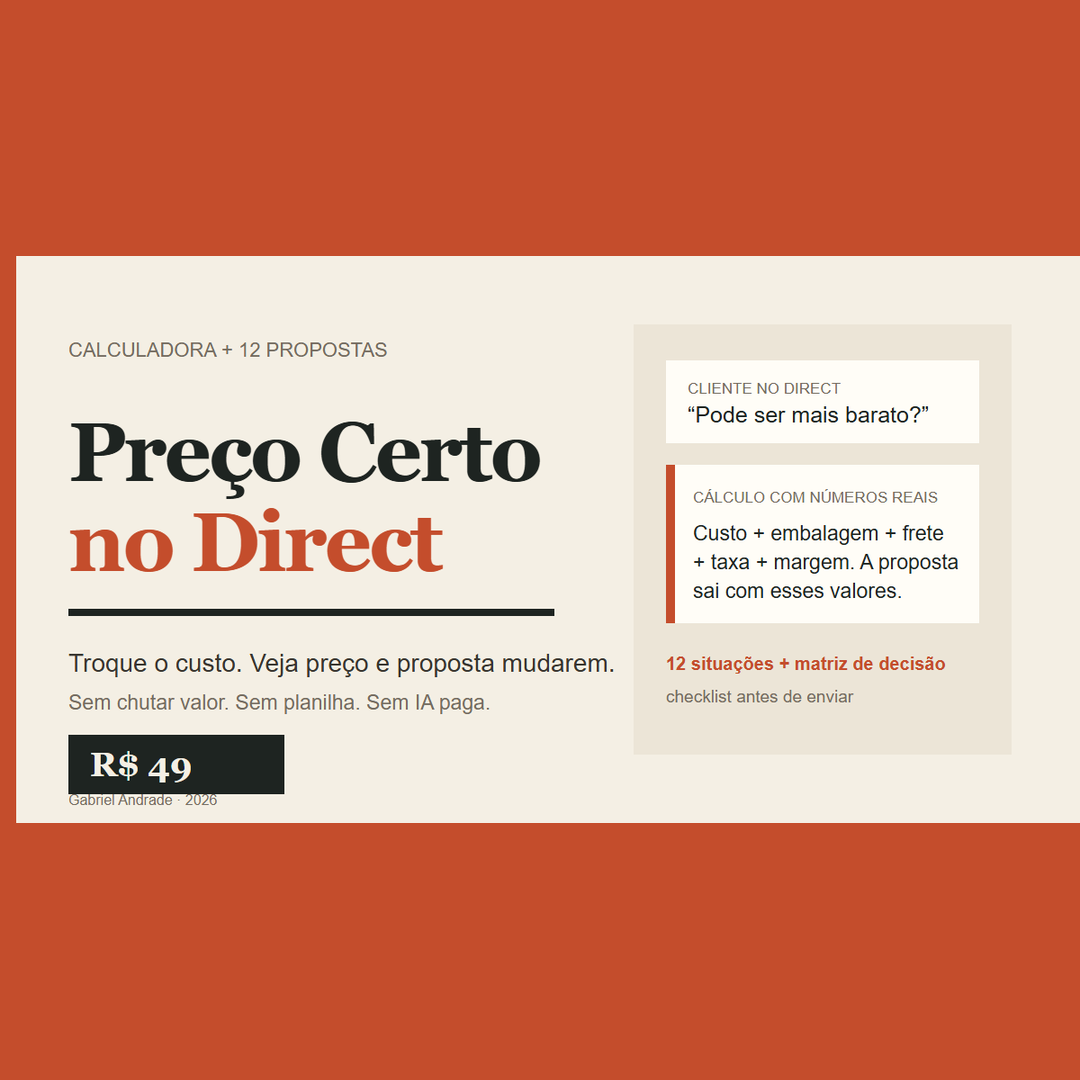 CALCULADORA + 12 PROPOSTAS
Preço Certo
no Direct
Troque o custo. Veja preço e proposta mudarem.
Sem chutar valor. Sem planilha. Sem IA paga.
R$ 49
Gabriel Andrade · 2026
CLIENTE NO DIRECT
“Pode ser mais barato?”
CÁLCULO COM NÚMEROS REAIS
Custo + embalagem + frete
+ taxa + margem. A proposta
sai com esses valores.
12 situações + matriz de decisão
checklist antes de enviar